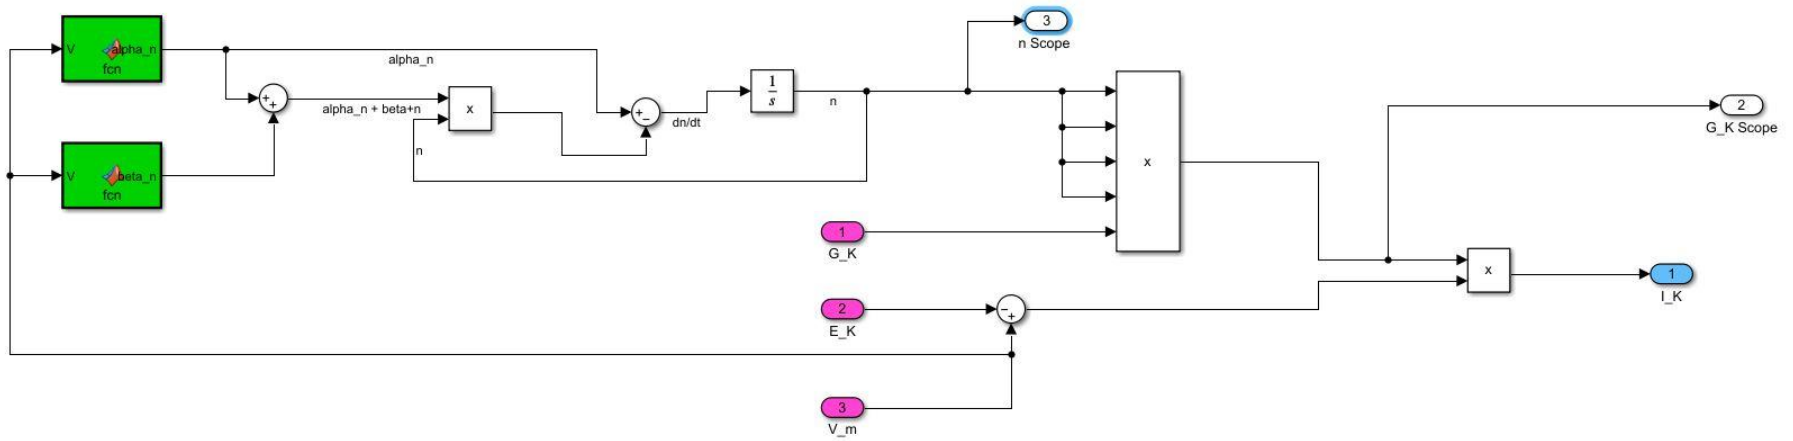 3
n Scope
V alpha_n
fcn
alpha_n
+
+
alpha_n + beta+n
x
n
+
−
dn/dt
1
s
n
x
2
G_K Scope
V beta_n
fcn
1
G_K
x
1
I_K
2
E_K
−
+
3
V_m